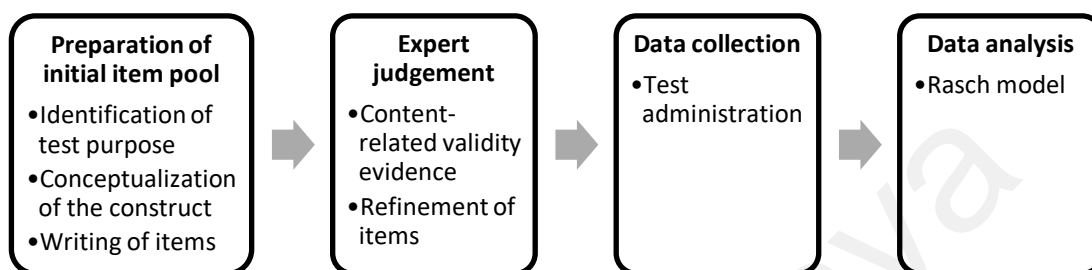 Preparation of
initial item pool
•Identification of
test purpose
•Conceptualization
of the construct
•Writing of items
Expert
judgement
•Content-
related validity
evidence
•Refinement of
items
Data collection
•Test
administration
Data analysis
•Rasch model
ya